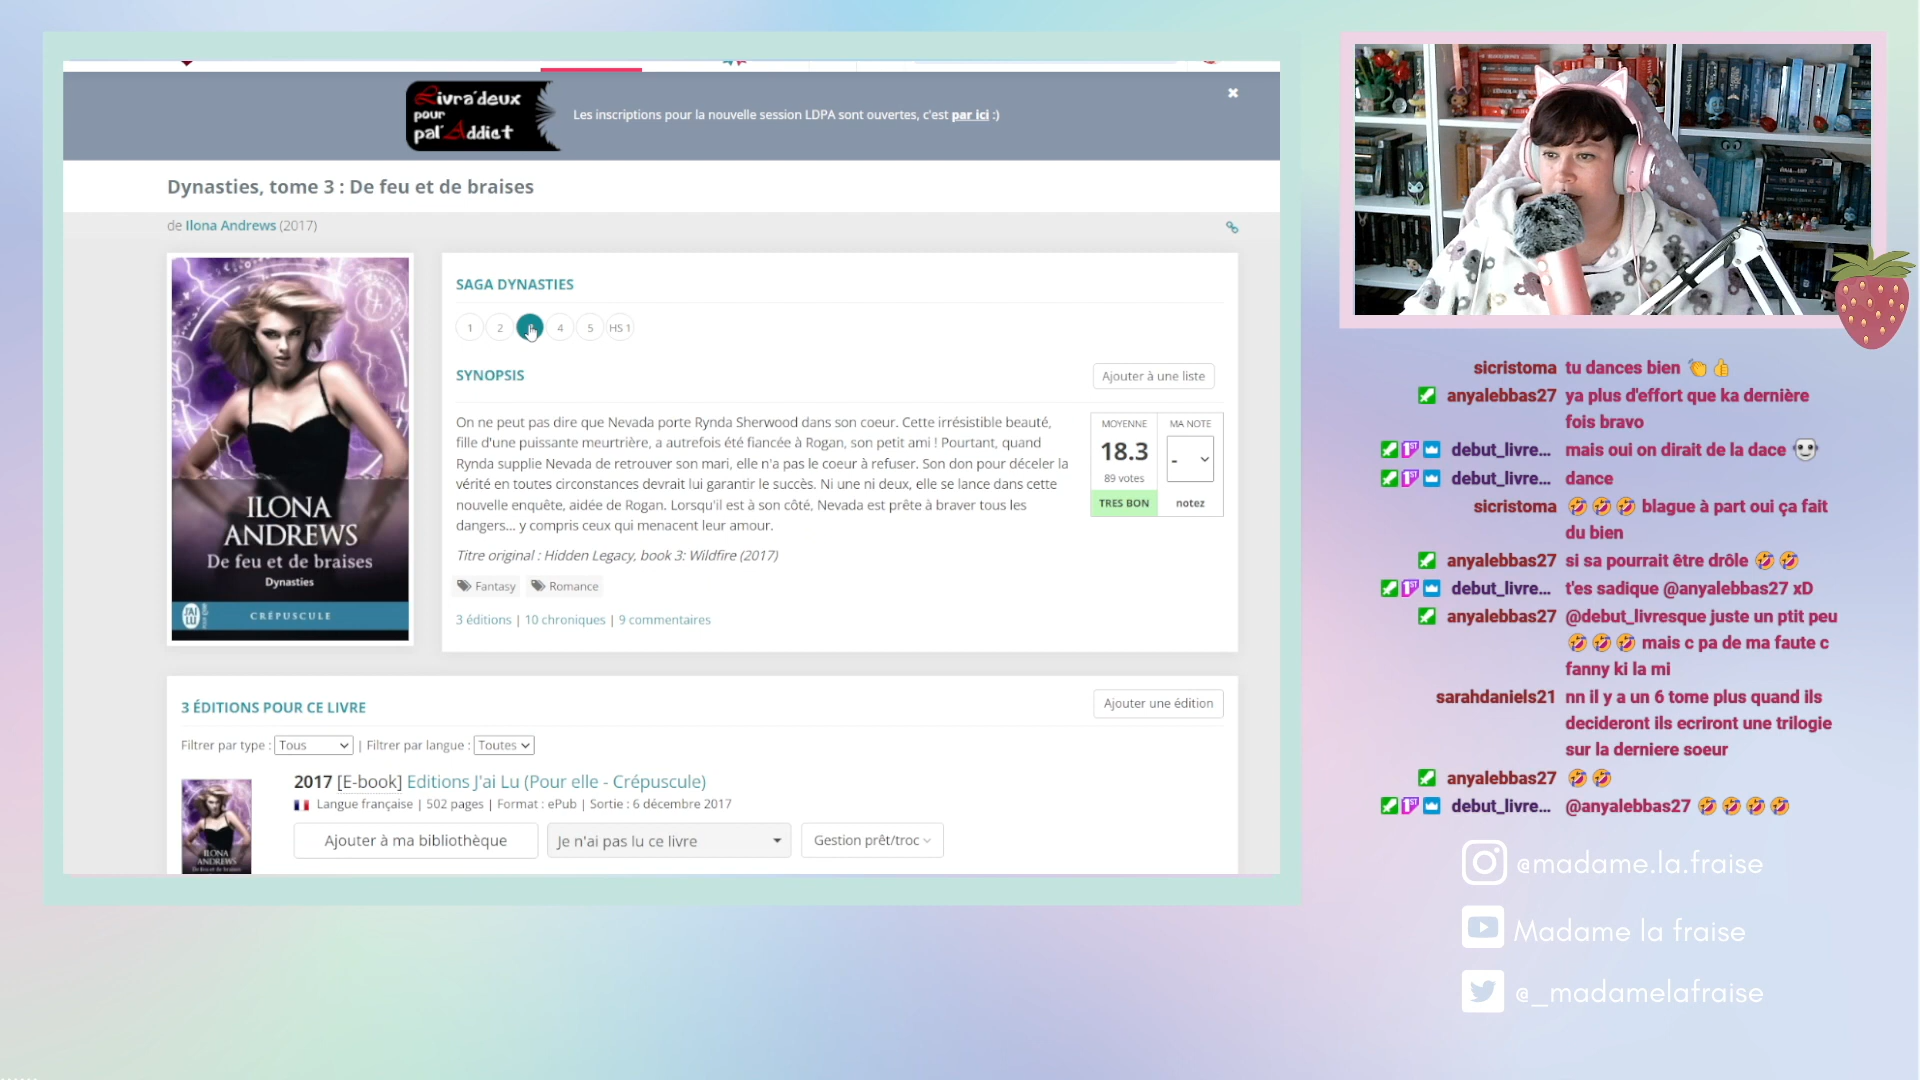 Livra'deux
pour
pal'Addict
Les inscriptions pour la nouvelle session LDPA sont ouvertes, c'est par ici :)
Dynasties, tome 3 : De feu et de braises
de Ilona Andrews (2017)
ILONA
ANDREWS
De feu et de braises
Dynasties
J'AI LU
CRÉPUSCULE
SAGA DYNASTIES
1 2 4 5 HS 1
SYNOPSIS
Ajouter à une liste
On ne peut pas dire que Nevada porte Rynda Sherwood dans son coeur. Cette irrésistible beauté,
fille d'une puissante meurtrière, a autrefois été fiancée à Rogan, son petit ami ! Pourtant, quand
Rynda supplie Nevada de retrouver son mari, elle n'a pas le coeur à refuser. Son don pour déceler la
vérité en toutes circonstances devrait lui garantir le succès. Ni une ni deux, elle se lance dans cette
nouvelle enquête, aidée de Rogan. Lorsqu'il est à son côté, Nevada est prête à braver tous les
dangers... y compris ceux qui menacent leur amour.
Titre original : Hidden Legacy, book 3: Wildfire (2017)
Fantasy Romance
3 éditions | 10 chroniques | 9 commentaires
MOYENNE
18.3
89 votes
TRES BON
MA NOTE
-
notez
3 ÉDITIONS POUR CE LIVRE
Ajouter une édition
Filtrer par type : Tous | Filtrer par langue : Toutes
2017 [E-book] Editions J'ai Lu (Pour elle - Crépuscule)
Langue française | 502 pages | Format : ePub | Sortie : 6 décembre 2017
Ajouter à ma bibliothèque
Je n'ai pas lu ce livre
Gestion prêt/troc
ILONA
ANDREWS
De feu et de braises
sicristoma tu dances bien 👏 👍
anyalebbas27 ya plus d'effort que ka dernière
fois bravo
debut_livre... mais oui on dirait de la dace
debut_livre... dance
sicristoma 🤣 🤣 🤣 blague à part oui ça fait
du bien
anyalebbas27 si sa pourrait être drôle 🤣 🤣
debut_livre... t'es sadique @anyalebbas27 xD
anyalebbas27 @debut_livresque juste un ptit peu
🤣 🤣 🤣 mais c pa de ma faute c
fanny ki la mi
sarahdaniels21 nn il y a un 6 tome plus quand ils
decideront ils ecriront une trilogie
sur la derniere soeur
anyalebbas27 🤣 🤣
debut_livre... @anyalebbas27 🤣 🤣 🤣 🤣
@madame.la.fraise
Madame la fraise
@_madamelafraise